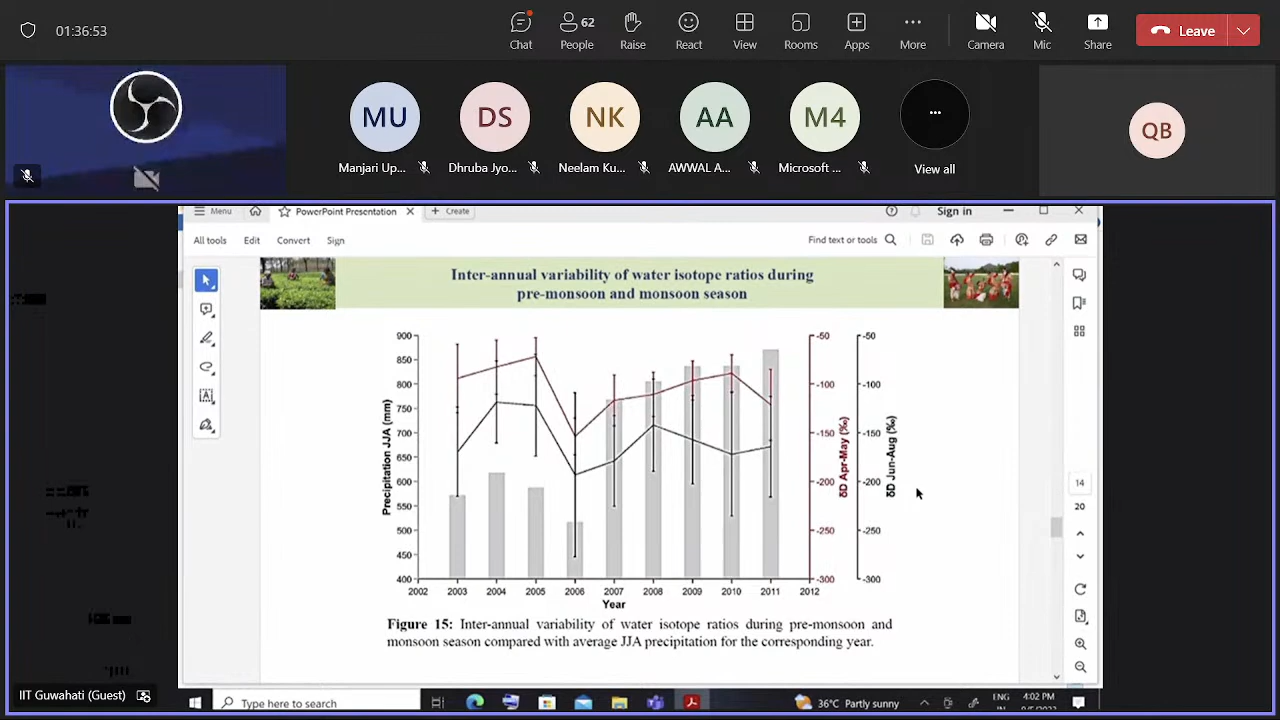 01:36:53
Chat
62
People
Raise
React
View
Rooms
Apps
More
Camera
Mic
Share
Leave
MU
DS
NK
AA
M4
QB
Manjari Up...
Dhruba Jyo...
Neelam Ku...
AWWAL A...
Microsoft ...
View all
Menu
PowerPoint Presentation
Create
Sign in
All tools
Edit
Convert
Sign
Find text or tools
Inter-annual variability of water isotope ratios during
pre-monsoon and monsoon season
900
850
800
750
700
650
600
550
500
450
400
Precipitation JJA (mm)
-50
-100
-150
-200
-250
-300
δD Apr-May (‰)
-50
-100
-150
-200
-250
-300
δD Jun-Aug (‰)
2002
2003
2004
2005
2006
2007
2008
2009
2010
2011
2012
Year
Figure 15: Inter-annual variability of water isotope ratios during pre-monsoon and
monsoon season compared with average JJA precipitation for the corresponding year.
14
20
IIT Guwahati (Guest)
Type here to search
36°C Partly sunny
ENG
IN
4:02 PM